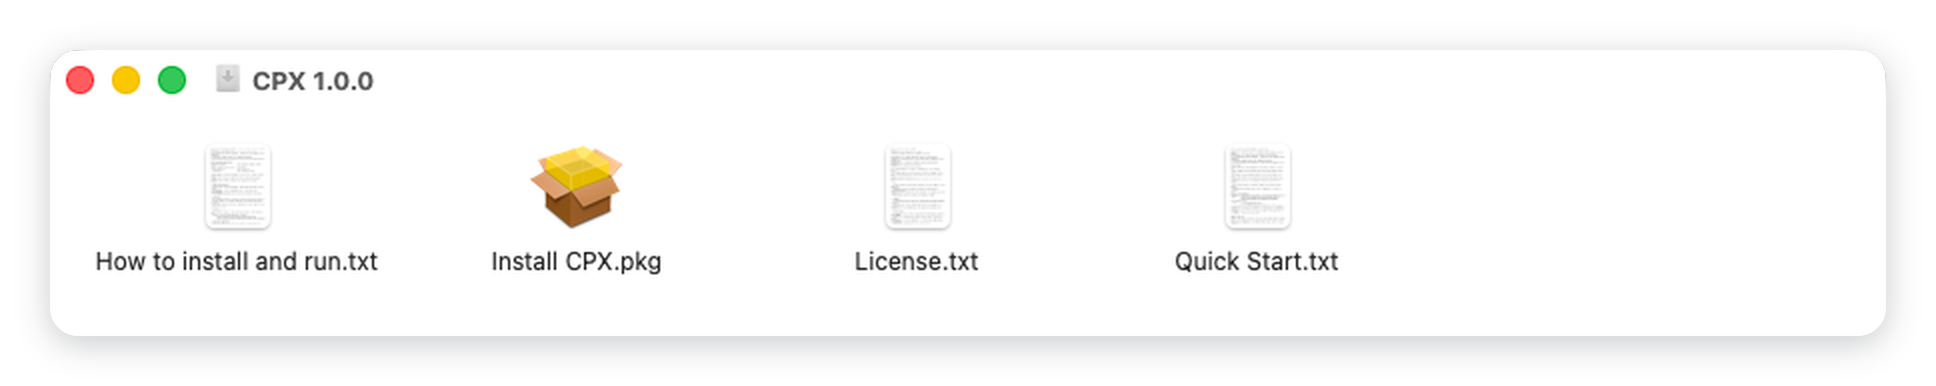 CPX 1.0.0
How to install and run.txt
Install CPX.pkg
License.txt
Quick Start.txt